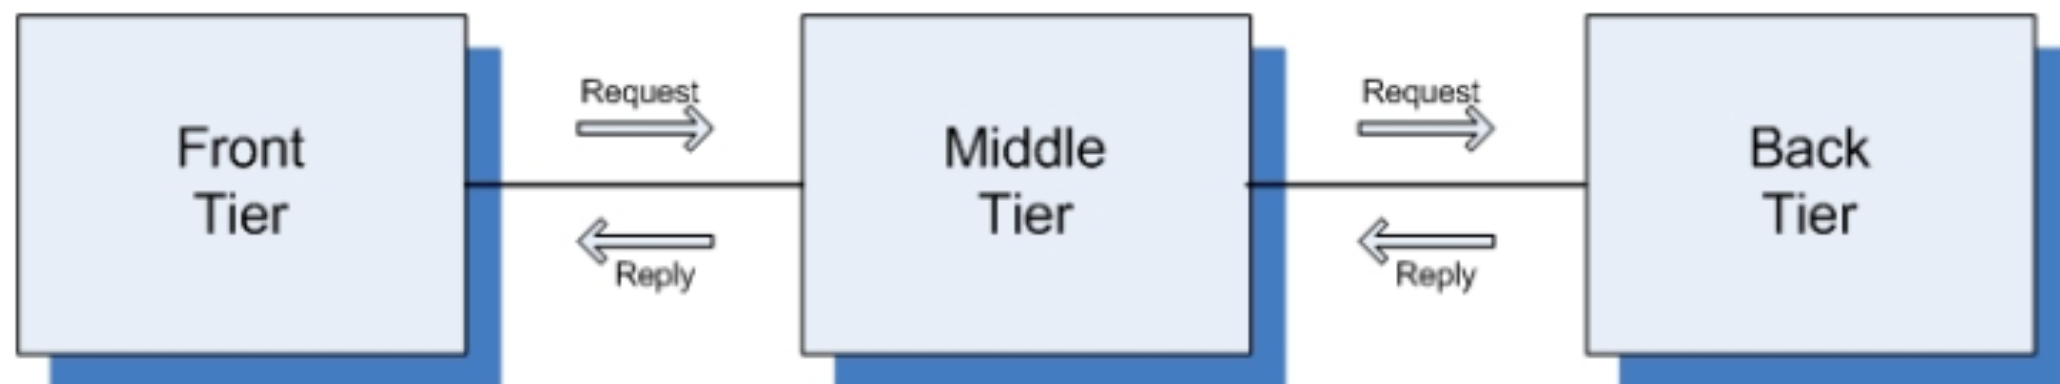 Front
Tier
Request
Reply
Middle
Tier
Request
Reply
Back
Tier